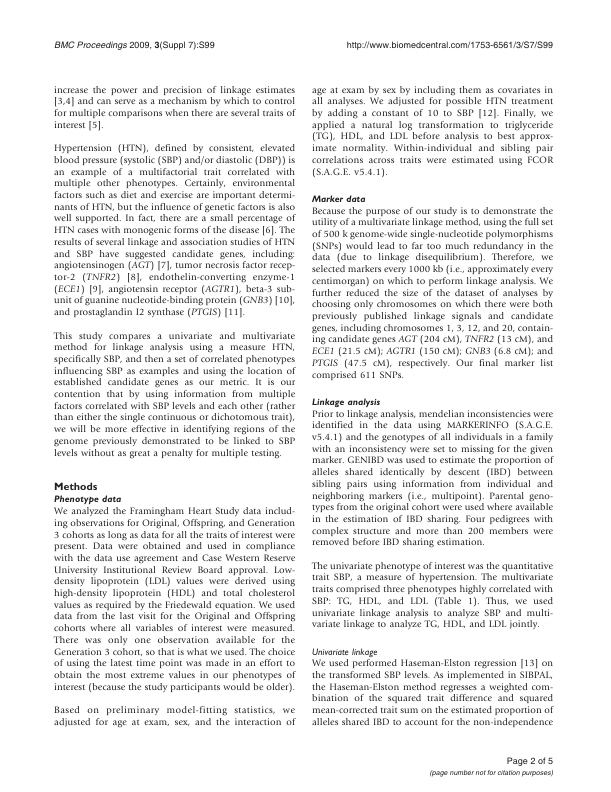 BMC Proceedings 2009, 3(Suppl 7):S99
http://www.biomedcentral.com/1753-6561/3/S7/S99
increase the power and precision of linkage estimates
[3,4] and can serve as a mechanism by which to control
for multiple comparisons when there are several traits of
interest [5].
Hypertension (HTN), defined by consistent, elevated
blood pressure (systolic (SBP) and/or diastolic (DBP)) is
an example of a multifactorial trait correlated with
multiple other phenotypes. Certainly, environmental
factors such as diet and exercise are important determi-
nants of HTN, but the influence of genetic factors is also
well supported. In fact, there are a small percentage of
HTN cases with monogenic forms of the disease [6]. The
results of several linkage and association studies of HTN
and SBP have suggested candidate genes, including:
angiotensinogen (AGT) [7], tumor necrosis factor recep-
tor-2 (TNFR2) [8], endothelin-converting enzyme-1
(ECE1) [9], angiotensin receptor (AGTR1), beta-3 sub-
unit of guanine nucleotide-binding protein (GNB3) [10],
and prostaglandin I2 synthase (PTGIS) [11].
This study compares a univariate and multivariate
method for linkage analysis using a measure HTN,
specifically SBP, and then a set of correlated phenotypes
influencing SBP as examples and using the location of
established candidate genes as our metric. It is our
contention that by using information from multiple
factors correlated with SBP levels and each other (rather
than either the single continuous or dichotomous trait),
we will be more effective in identifying regions of the
genome previously demonstrated to be linked to SBP
levels without as great a penalty for multiple testing.
Methods
Phenotype data
We analyzed the Framingham Heart Study data includ-
ing observations for Original, Offspring, and Generation
3 cohorts as long as data for all the traits of interest were
present. Data were obtained and used in compliance
with the data use agreement and Case Western Reserve
University Institutional Review Board approval. Low-
density lipoprotein (LDL) values were derived using
high-density lipoprotein (HDL) and total cholesterol
values as required by the Friedewald equation. We used
data from the last visit for the Original and Offspring
cohorts where all variables of interest were measured.
There was only one observation available for the
Generation 3 cohort, so that is what we used. The choice
of using the latest time point was made in an effort to
obtain the most extreme values in our phenotypes of
interest (because the study participants would be older).
Based on preliminary model-fitting statistics, we
adjusted for age at exam, sex, and the interaction of
age at exam by sex by including them as covariates in
all analyses. We adjusted for possible HTN treatment
by adding a constant of 10 to SBP [12]. Finally, we
applied a natural log transformation to triglyceride
(TG), HDL, and LDL before analysis to best approx-
imate normality. Within-individual and sibling pair
correlations across traits were estimated using FCOR
(S.A.G.E. v5.4.1).
Marker data
Because the purpose of our study is to demonstrate the
utility of a multivariate linkage method, using the full set
of 500 k genome-wide single-nucleotide polymorphisms
(SNPs) would lead to far too much redundancy in the
data (due to linkage disequilibrium). Therefore, we
selected markers every 1000 kb (i.e., approximately every
centimorgan) on which to perform linkage analysis. We
further reduced the size of the dataset of analyses by
choosing only chromosomes on which there were both
previously published linkage signals and candidate
genes, including chromosomes 1, 3, 12, and 20, contain-
ing candidate genes AGT (204 cM), TNFR2 (13 cM), and
ECE1 (21.5 cM); AGTR1 (150 cM); GNB3 (6.8 cM); and
PTGIS (47.5 cM), respectively. Our final marker list
comprised 611 SNPs.
Linkage analysis
Prior to linkage analysis, mendelian inconsistencies were
identified in the data using MARKERINFO (S.A.G.E.
v5.4.1) and the genotypes of all individuals in a family
with an inconsistency were set to missing for the given
marker. GENIBD was used to estimate the proportion of
alleles shared identically by descent (IBD) between
sibling pairs using information from individual and
neighboring markers (i.e., multipoint). Parental geno-
types from the original cohort were used where available
in the estimation of IBD sharing. Four pedigrees with
complex structure and more than 200 members were
removed before IBD sharing estimation.
The univariate phenotype of interest was the quantitative
trait SBP, a measure of hypertension. The multivariate
traits comprised three phenotypes highly correlated with
SBP: TG, HDL, and LDL (Table 1). Thus, we used
univariate linkage analysis to analyze SBP and multi-
variate linkage to analyze TG, HDL, and LDL jointly.
Univariate linkage
We used performed Haseman-Elston regression [13] on
the transformed SBP levels. As implemented in SIBPAL,
the Haseman-Elston method regresses a weighted com-
bination of the squared trait difference and squared
mean-corrected trait sum on the estimated proportion of
alleles shared IBD to account for the non-independence
Page 2 of 5
(page number not for citation purposes)